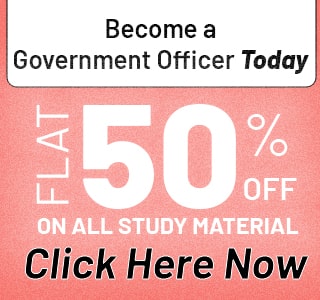 Become a
Government Officer Today
FLAT
50%
OFF
ON ALL STUDY MATERIAL
Click Here Now